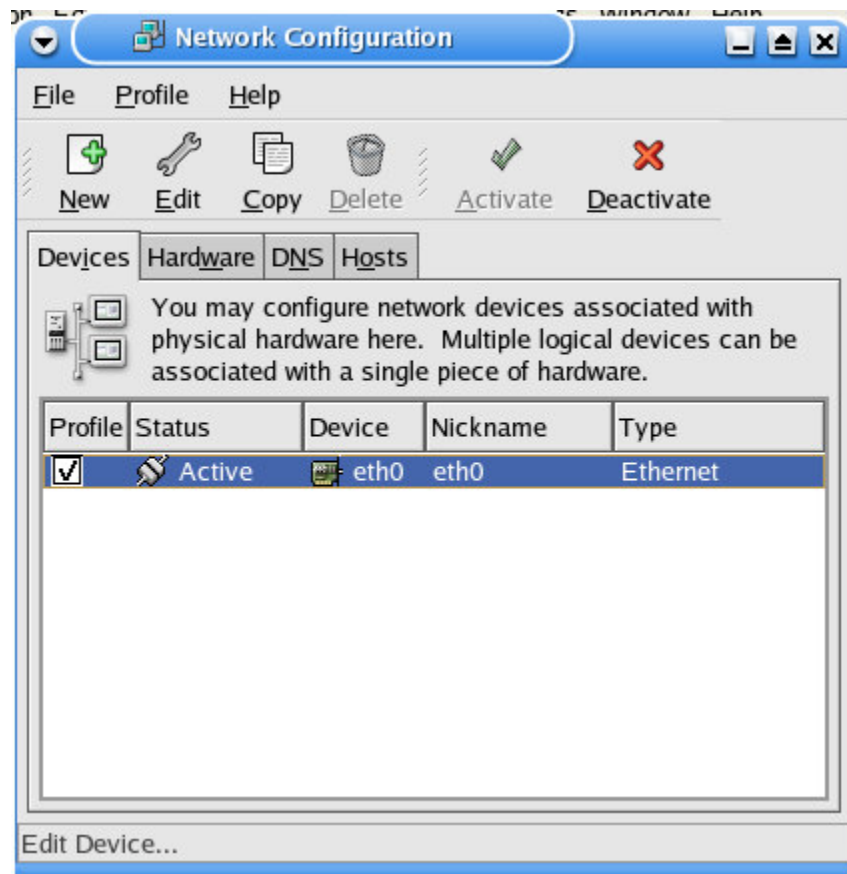 Window Help
Network Configuration
File Profile Help
New Edit Copy Delete Activate Deactivate
Devices Hardware DNS Hosts
You may configure network devices associated with
physical hardware here. Multiple logical devices can be
associated with a single piece of hardware.
Profile Status Device Nickname Type
Active eth0 eth0 Ethernet
Edit Device...